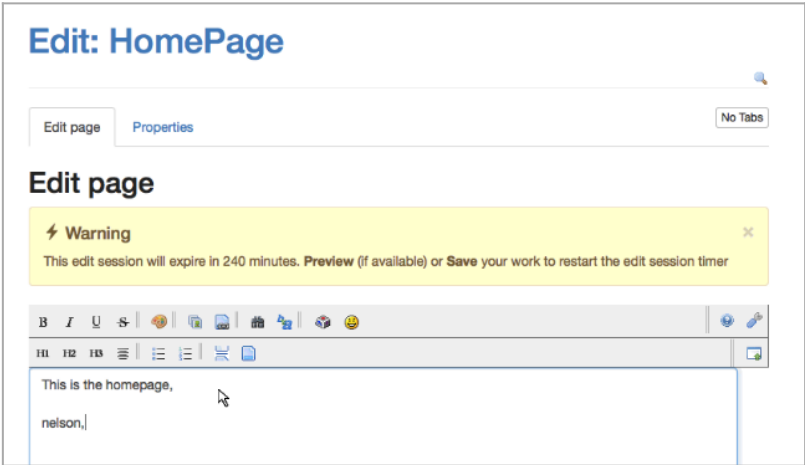 Edit: HomePage
Edit page
Properties
No Tabs
Edit page
Warning
×
This edit session will expire in 240 minutes. Preview (if available) or Save your work to restart the edit session timer
B I U S
H1 H2 H3
This is the homepage,
nelson,